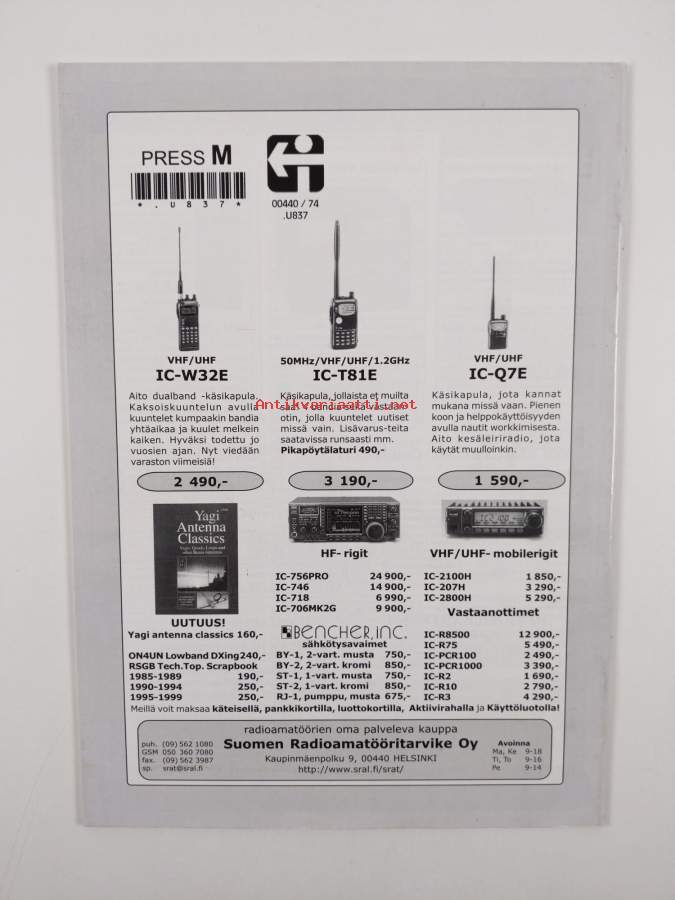 PRESS M
*.U837*
00440 / 74
.U837
VHF/UHF
IC-W32E
Aito dualband -käsikapula.
Kaksoiskuuntelun avulla
kuuntelet kumpaakin bandia
yhtäaikaa ja kuulet melkein
kaiken. Hyväksi todettu jo
vuosien ajan. Nyt viedään
varaston viimeisiä!
2 490,-
50MHz/VHF/UHF/1.2GHz
IC-T81E
Käsikapula, jollaista et muilta
saa.
otin, jolla kuuntelet uutiset
missä vain. Lisävarus-teita
saatavissa runsaasti mm.
Pikapöytälaturi 490,-
3 190,-
VHF/UHF
IC-Q7E
Käsikapula, jota kannat
mukana missä vaan. Pienen
koon ja helppokäyttöisyyden
avulla nautit workkimisesta.
Aito kesäleiriradio, jota
käytät muulloinkin.
1 590,-
Antikvariaatti.net
Yagi
Antenna
Classics
UUTUUS!
Yagi antenna classics 160,-
ON4UN Lowband DXing240,-
RSGB Tech.Top. Scrapbook
1985-1989 190,-
1990-1994 250,-
1995-1999 250,-
HF- rigit
IC-756PRO 24 900,-
IC-746 14 900,-
IC-718 6 990,-
IC-706MK2G 9 900,-
BENCHER, INC.
sähkötysavaimet
BY-1, 2-vart. musta 750,-
BY-2, 2-vart. kromi 850,-
ST-1, 1-vart. musta 750,-
ST-2, 1-vart. kromi 850,-
RJ-1, pumppu, musta 675,-
VHF/UHF- mobilerigit
IC-2100H 1 850,-
IC-207H 3 290,-
IC-2800H 5 290,-
Vastaanottimet
IC-R8500 12 900,-
IC-R75 5 490,-
IC-PCR100 2 490,-
IC-PCR1000 3 390,-
IC-R2 1 690,-
IC-R10 2 790,-
IC-R3 4 290,-
Meillä voit maksaa käteisellä, pankkikortilla, luottokortilla, Aktiivirahalla ja Käyttöluotolla!
radioamatöörien oma palveleva kauppa
Suomen Radioamatööritarvike Oy
Kaupinmäenpolku 9, 00440 HELSINKI
http://www.sral.fi/srat/
puh. (09) 562 1080
GSM 050 360 7080
fax. (09) 562 3987
sp. srat@sral.fi
Avoinna
Ma, Ke 9-18
Ti, To 9-16
Pe 9-14